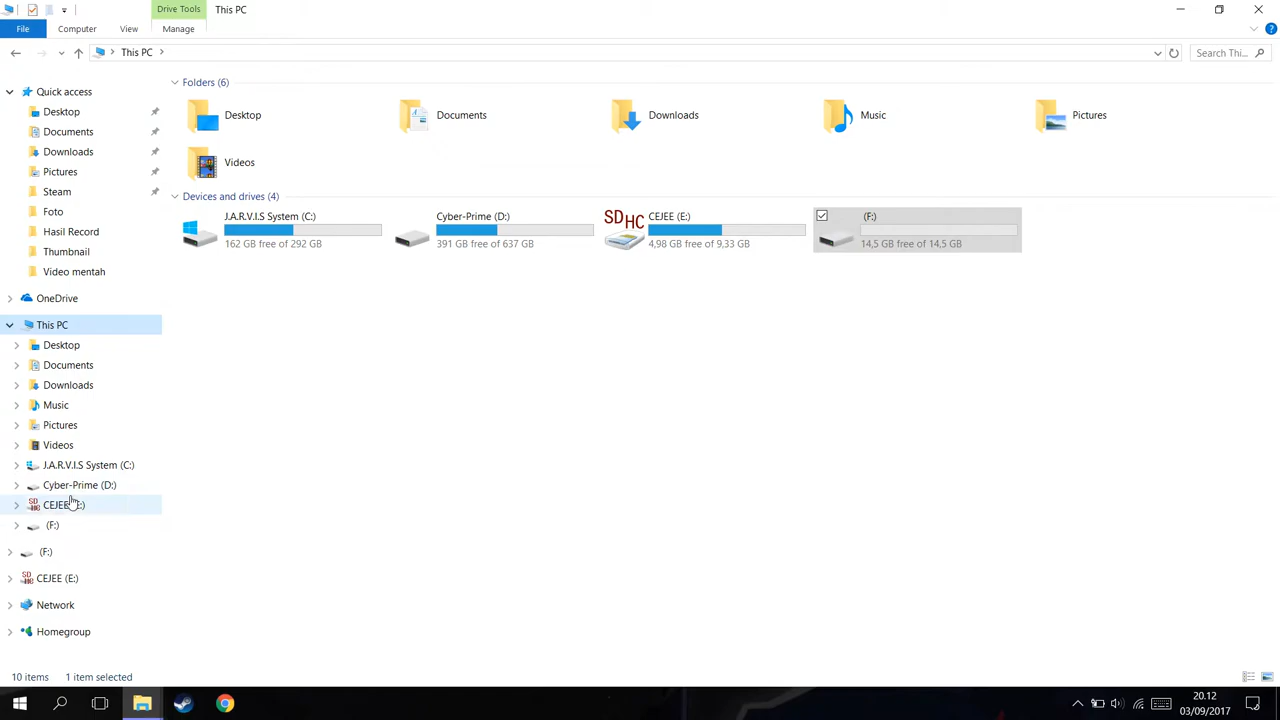 Drive Tools
This PC
File
Computer
View
Manage
This PC
Search Thi...
Quick access
Desktop
Documents
Downloads
Pictures
Steam
Foto
Hasil Record
Thumbnail
Video mentah
OneDrive
This PC
Desktop
Documents
Downloads
Music
Pictures
Videos
J.A.R.V.I.S System (C:)
Cyber-Prime (D:)
(F:)
(F:)
CEJEE (E:)
Network
Homegroup
Folders (6)
Desktop
Documents
Downloads
Music
Pictures
Videos
Devices and drives (4)
J.A.R.V.I.S System (C:)
162 GB free of 292 GB
Cyber-Prime (D:)
391 GB free of 637 GB
SD HC
CEJEE (E:)
4,98 GB free of 9,33 GB
(F:)
14,5 GB free of 14,5 GB
10 items
1 item selected
20.12
03/09/2017